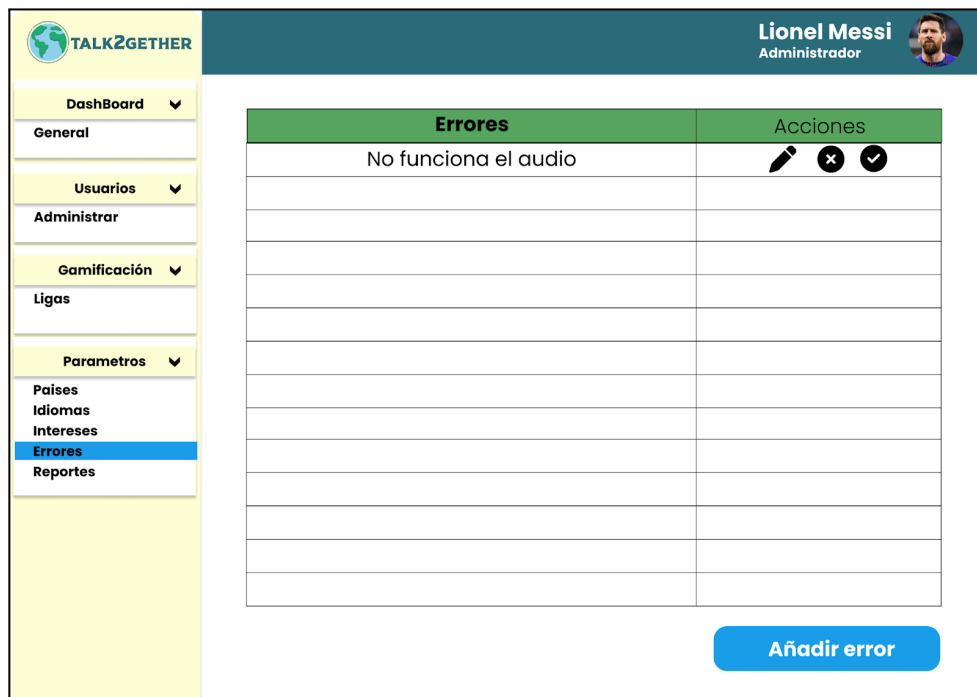 TALK2GETHER
Lionel Messi
Administrador
DashBoard
General
Usuarios
Administrar
Gamificación
Ligas
Parametros
Paises
Idiomas
Intereses
Errores
Reportes
Errores Acciones
No funciona el audio
Añadir error